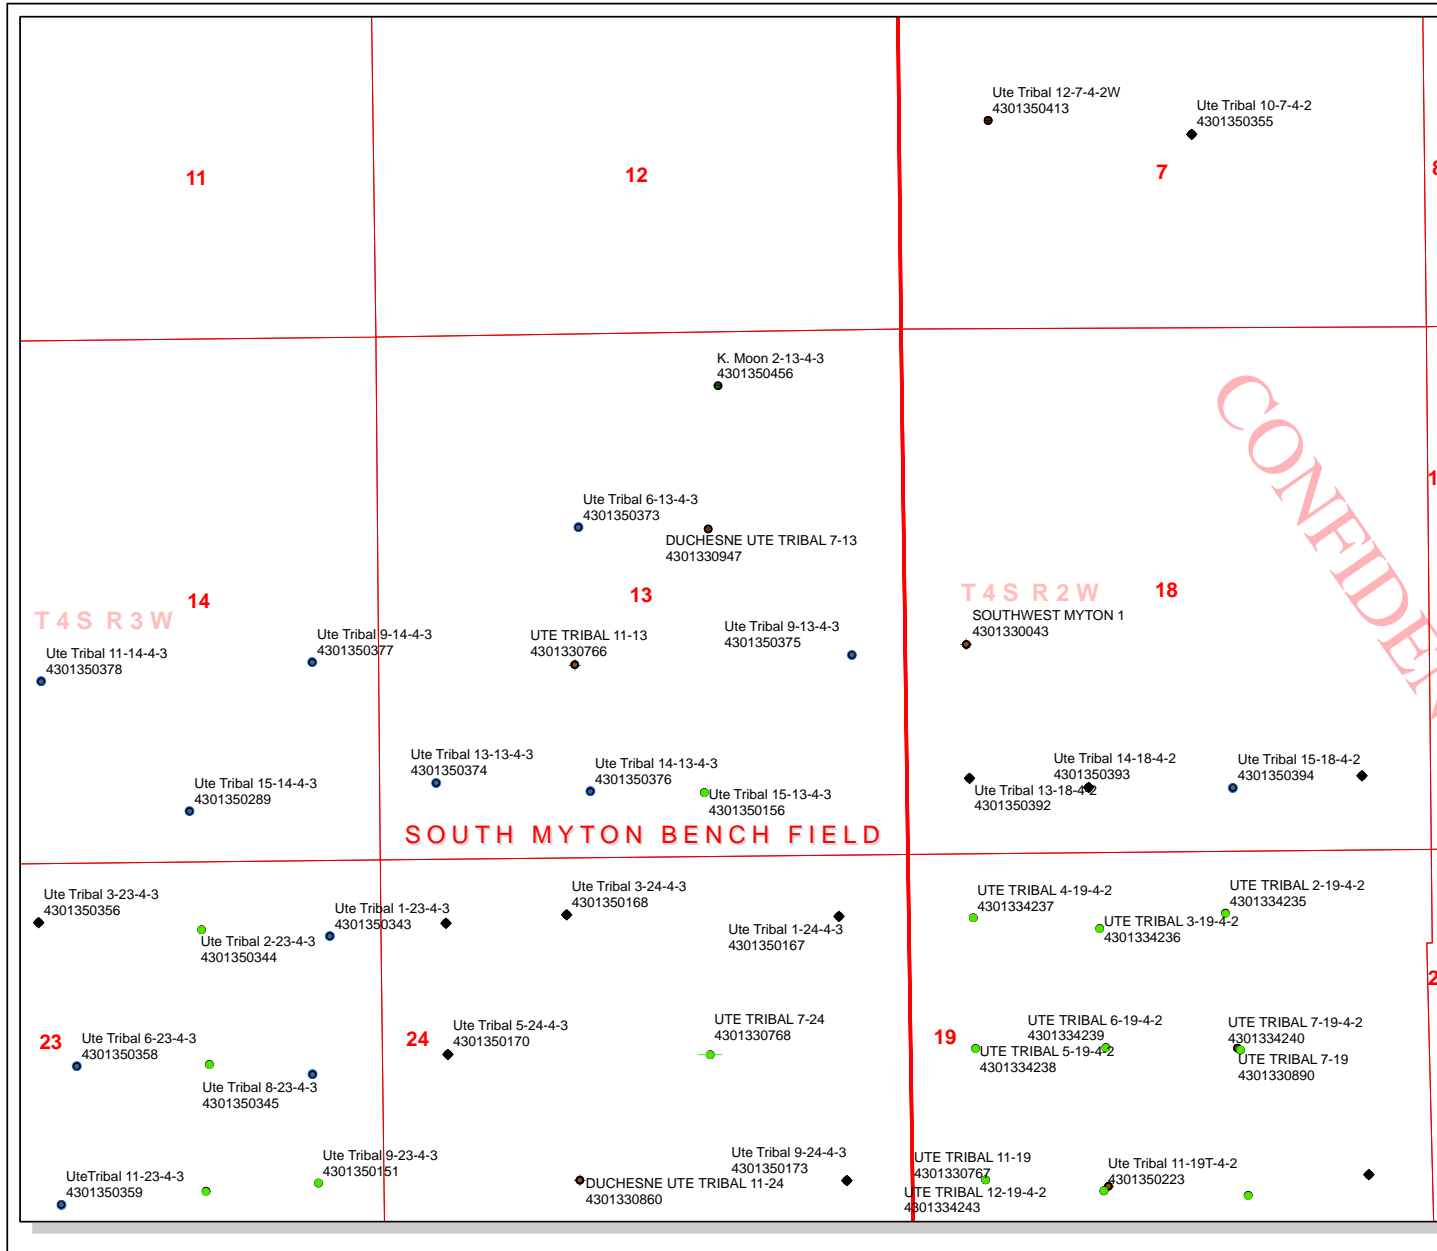 Ute Tribal 12-7-4-2W
4301350413
Ute Tribal 10-7-4-2
4301350355
11
12
7
8
K. Moon 2-13-4-3
4301350456
CONFIDEN
1
Ute Tribal 6-13-4-3
4301350373
DUCHESNE UTE TRIBAL 7-13
4301330947
T4S R3W
14
13
T4S R2W
18
SOUTHWEST MYTON 1
4301330043
Ute Tribal 11-14-4-3
4301350378
Ute Tribal 9-14-4-3
4301350377
UTE TRIBAL 11-13
4301330766
Ute Tribal 9-13-4-3
4301350375
Ute Tribal 15-14-4-3
4301350289
Ute Tribal 13-13-4-3
4301350374
Ute Tribal 14-13-4-3
4301350376
Ute Tribal 15-13-4-3
4301350156
Ute Tribal 13-18-4-2
4301350392
Ute Tribal 14-18-4-2
4301350393
Ute Tribal 15-18-4-2
4301350394
SOUTH MYTON BENCH FIELD
Ute Tribal 3-23-4-3
4301350356
Ute Tribal 2-23-4-3
4301350344
Ute Tribal 1-23-4-3
4301350343
Ute Tribal 3-24-4-3
4301350168
Ute Tribal 1-24-4-3
4301350167
UTE TRIBAL 4-19-4-2
4301334237
UTE TRIBAL 3-19-4-2
4301334236
UTE TRIBAL 2-19-4-2
4301334235
2
23
Ute Tribal 6-23-4-3
4301350358
Ute Tribal 8-23-4-3
4301350345
24
Ute Tribal 5-24-4-3
4301350170
UTE TRIBAL 7-24
4301330768
19
UTE TRIBAL 5-19-4-2
4301334238
UTE TRIBAL 6-19-4-2
4301334239
UTE TRIBAL 7-19-4-2
4301334240
UTE TRIBAL 7-19
4301330890
UteTribal 11-23-4-3
4301350359
Ute Tribal 9-23-4-3
4301350151
DUCHESNE UTE TRIBAL 11-24
4301330860
Ute Tribal 9-24-4-3
4301350173
UTE TRIBAL 11-19
4301330767
UTE TRIBAL 12-19-4-2
4301334243
Ute Tribal 11-19T-4-2
4301350223